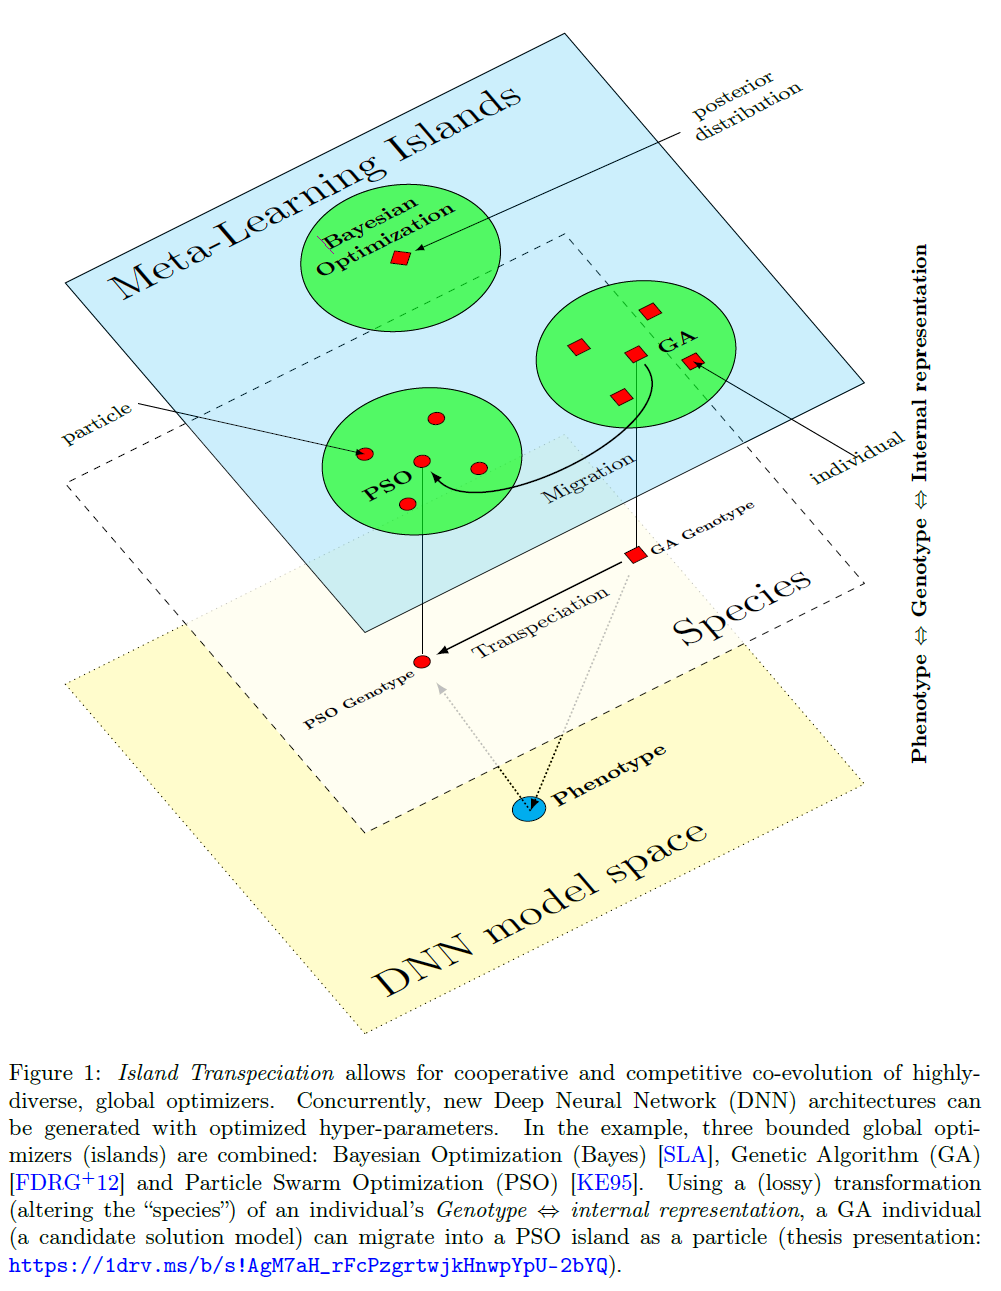 Meta-Learning Islands
posterior
distribution
Bayesian
Optimization
GA
particle
PSO
Migration
individual
GA Genotype
Species
Transpeciation
PSO Genotype
Phenotype
DNN model space
Phenotype ⇔ Genotype ⇔ Internal representation
Figure 1: Island Transpeciation allows for cooperative and competitive co-evolution of highly-
diverse, global optimizers. Concurrently, new Deep Neural Network (DNN) architectures can
be generated with optimized hyper-parameters. In the example, three bounded global opti-
mizers (islands) are combined: Bayesian Optimization (Bayes) [SLA], Genetic Algorithm (GA)
[FDRG+12] and Particle Swarm Optimization (PSO) [KE95]. Using a (lossy) transformation
(altering the “species”) of an individual’s Genotype ⇔ internal representation, a GA individual
(a candidate solution model) can migrate into a PSO island as a particle (thesis presentation:
https://1drv.ms/b/s!AgM7aH_rFcPzgrtwjkHnwpYpU-2bYQ).